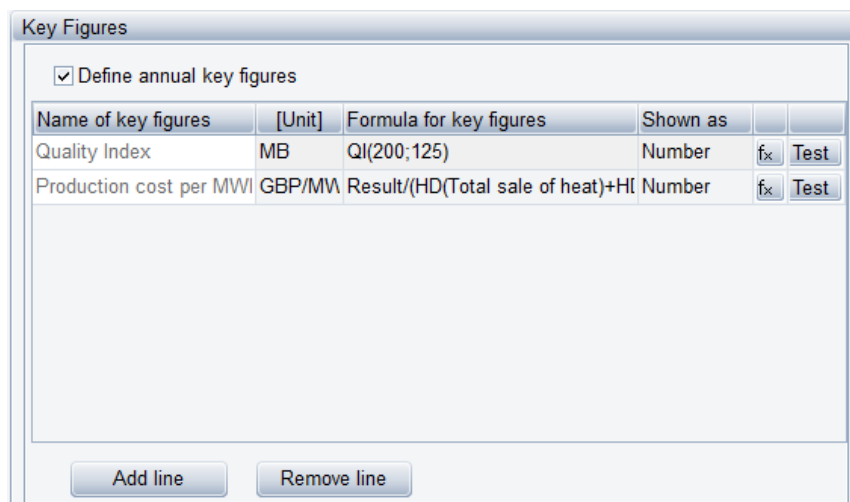 Key Figures
Define annual key figures
Name of key figures [Unit] Formula for key figures Shown as
Quality Index MB QI(200;125) Number fx Test
Production cost per MWI GBP/MW Result/(HD(Total sale of heat)+HI Number fx Test
Add line Remove line